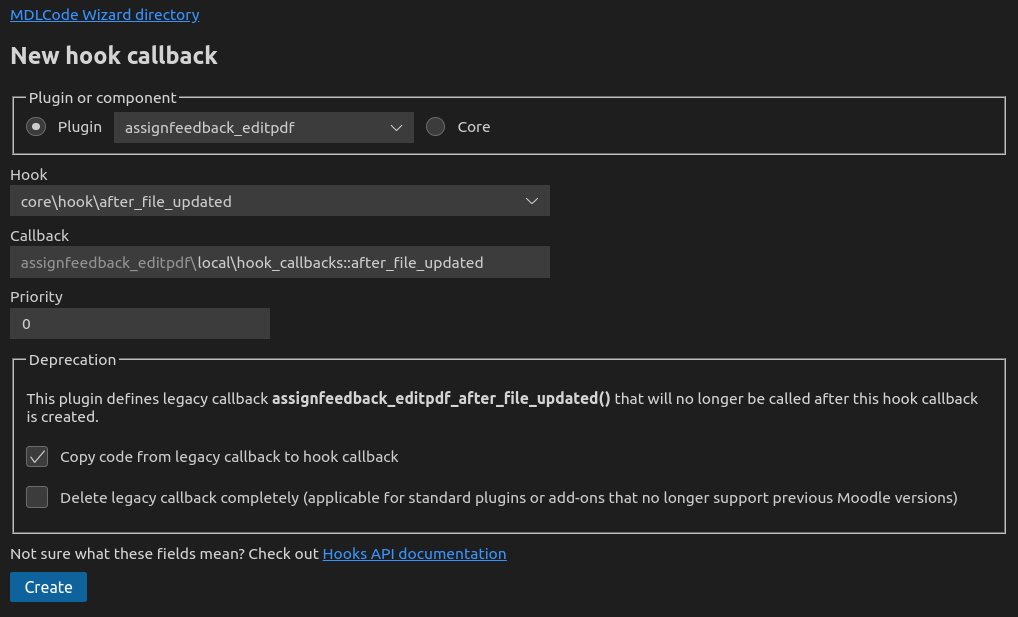 MDLCode Wizard directory
New hook callback
Plugin or component
Plugin assignfeedback_editpdf Core
Hook
core\hook\after_file_updated
Callback
assignfeedback_editpdf\local\hook_callbacks::after_file_updated
Priority
0
Deprecation
This plugin defines legacy callback assignfeedback_editpdf_after_file_updated() that will no longer be called after this hook callback
is created.
Copy code from legacy callback to hook callback
Delete legacy callback completely (applicable for standard plugins or add-ons that no longer support previous Moodle versions)
Not sure what these fields mean? Check out Hooks API documentation
Create